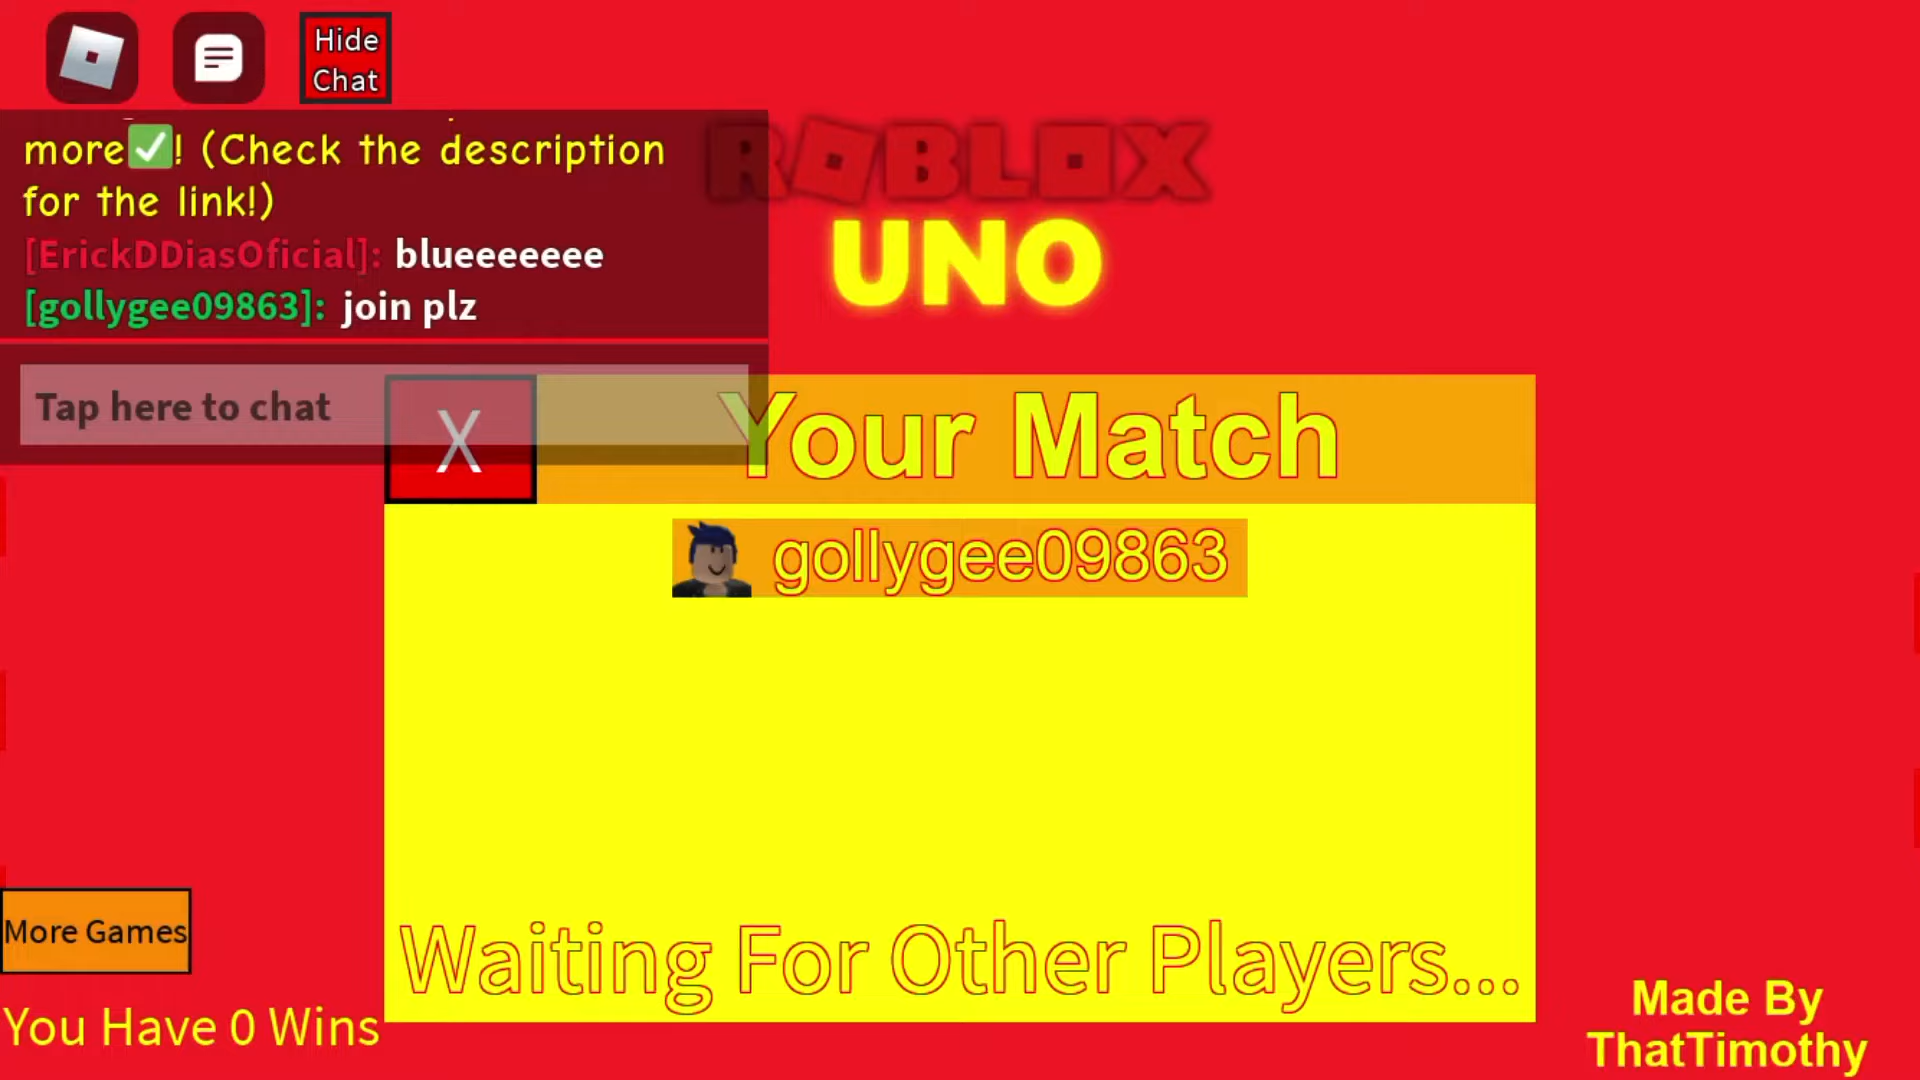 Hide
Chat
more✅! (Check the description
for the link!)
[ErickDDiasOficial]: blueeeeeee
[gollygee09863]: join plz
Tap here to chat
ROBLOX
UNO
X
Your Match
gollygee09863
Waiting For Other Players...
More Games
You Have 0 Wins
Made By
ThatTimothy